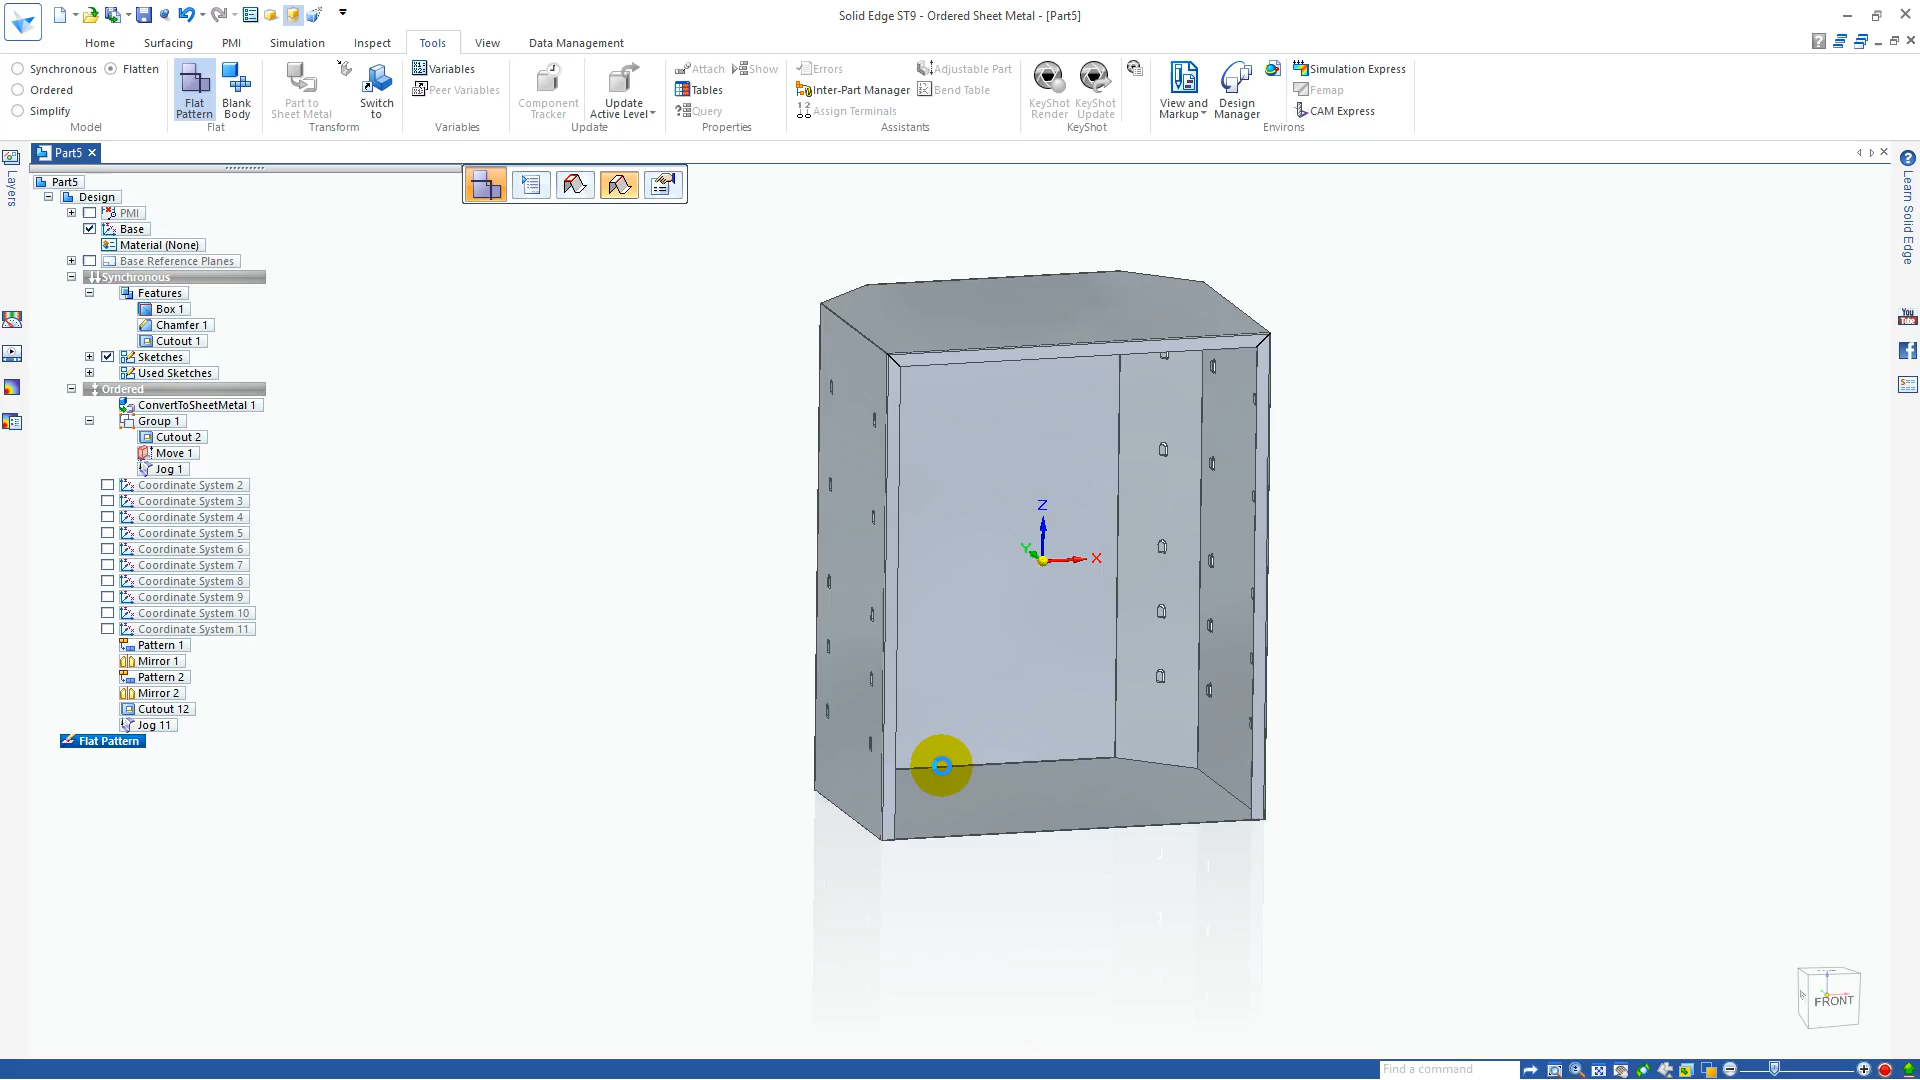 Solid Edge ST9 - Ordered Sheet Metal - [Part5]
Home Surfacing PMI Simulation Inspect Tools View Data Management
Synchronous Flatten
Ordered
Simplify
Model
Flat Pattern
Blank Body
Flat
Part to Sheet Metal
Switch to
Transform
Variables
Peer Variables
Variables
Component Tracker
Update Active Level
Update
Attach Show
Tables
Query
Properties
Errors Adjustable Part
Inter-Part Manager Bend Table
Assign Terminals
Assistants
KeyShot Render
KeyShot Update
KeyShot
View and Markup
Design Manager
Simulation Express
Femap
CAM Express
Environs
Part5
Layers
Part5
Design
PMI
Base
Material (None)
Base Reference Planes
Synchronous
Features
Box 1
Chamfer 1
Cutout 1
Sketches
Used Sketches
Ordered
ConvertToSheetMetal 1
Group 1
Cutout 2
Move 1
Jog 1
Coordinate System 2
Coordinate System 3
Coordinate System 4
Coordinate System 5
Coordinate System 6
Coordinate System 7
Coordinate System 8
Coordinate System 9
Coordinate System 10
Coordinate System 11
Pattern 1
Mirror 1
Pattern 2
Mirror 2
Cutout 12
Jog 11
Flat Pattern
Z
Y
X
FRONT
Learn Solid Edge
You
Tube
Find a command